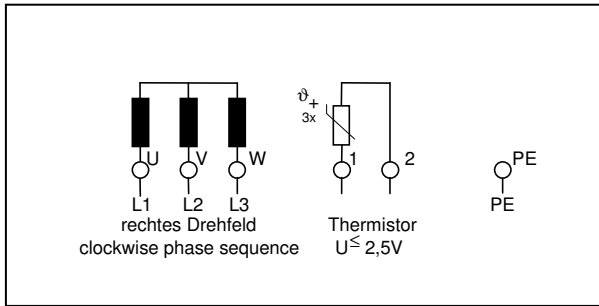 ϑ +
3x
U V W 1 2 PE
L1 L2 L3 PE
rechtes Drehfeld
clockwise phase sequence
Thermistor
U≤ 2,5V